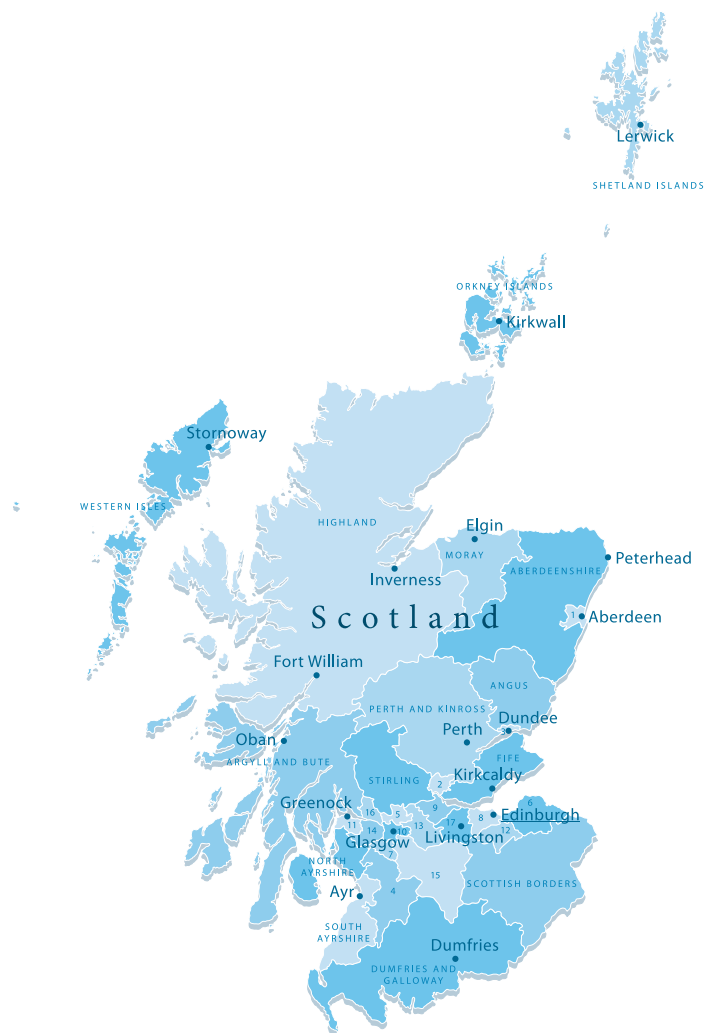 Lerwick
SHETLAND ISLANDS
ORKNEY ISLANDS
Kirkwall
Stornoway
WESTERN ISLES
HIGHLAND
Elgin
MORAY
Peterhead
ABERDEENSHIRE
Inverness
1
Aberdeen
Scotland
Fort William
ANGUS
PERTH AND KINROSS
Dundee
3
Perth
Oban
ARGYLL AND BUTE
FIFE
STIRLING
Kirkcaldy
2
Greenock
6
9
16
5
8
Edinburgh
11
14
10
13
17
12
Glasgow
Livingston
7
NORTH
AYRSHIRE
15
SCOTTISH BORDERS
Ayr
4
SOUTH
AYRSHIRE
Dumfries
DUMFRIES AND
GALLOWAY